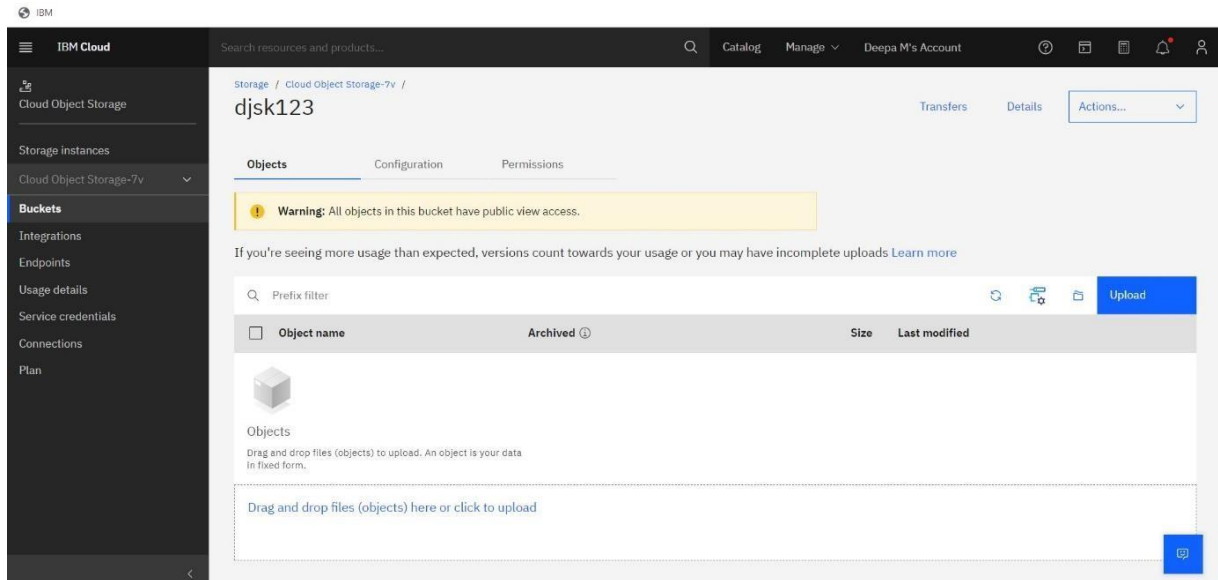 IBM
IBM Cloud
Search resources and products...
Catalog
Manage
Deepa M's Account
Cloud Object Storage
Storage instances
Cloud Object Storage-7v
Buckets
Integrations
Endpoints
Usage details
Service credentials
Connections
Plan
Storage / Cloud Object Storage-7v /
djsk123
Transfers
Details
Actions...
Objects
Configuration
Permissions
Warning: All objects in this bucket have public view access.
If you're seeing more usage than expected, versions count towards your usage or you may have incomplete uploads Learn more
Prefix filter
Upload
Object name
Archived
Size
Last modified
Objects
Drag and drop files (objects) to upload. An object is your data
in fixed form.
Drag and drop files (objects) here or click to upload